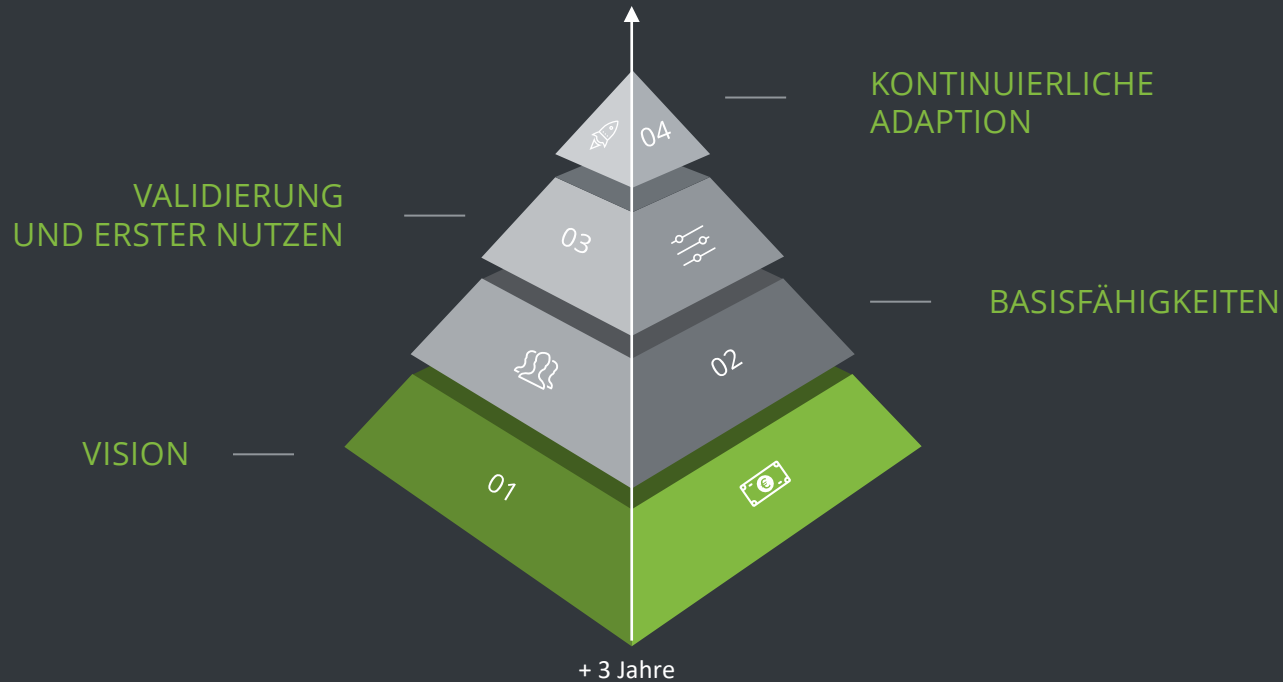 KONTINUIERLICHE
ADAPTION
04
VALIDIERUNG
UND ERSTER NUTZEN
03
BASISFÄHIGKEITEN
02
VISION
01
€
+ 3 Jahre